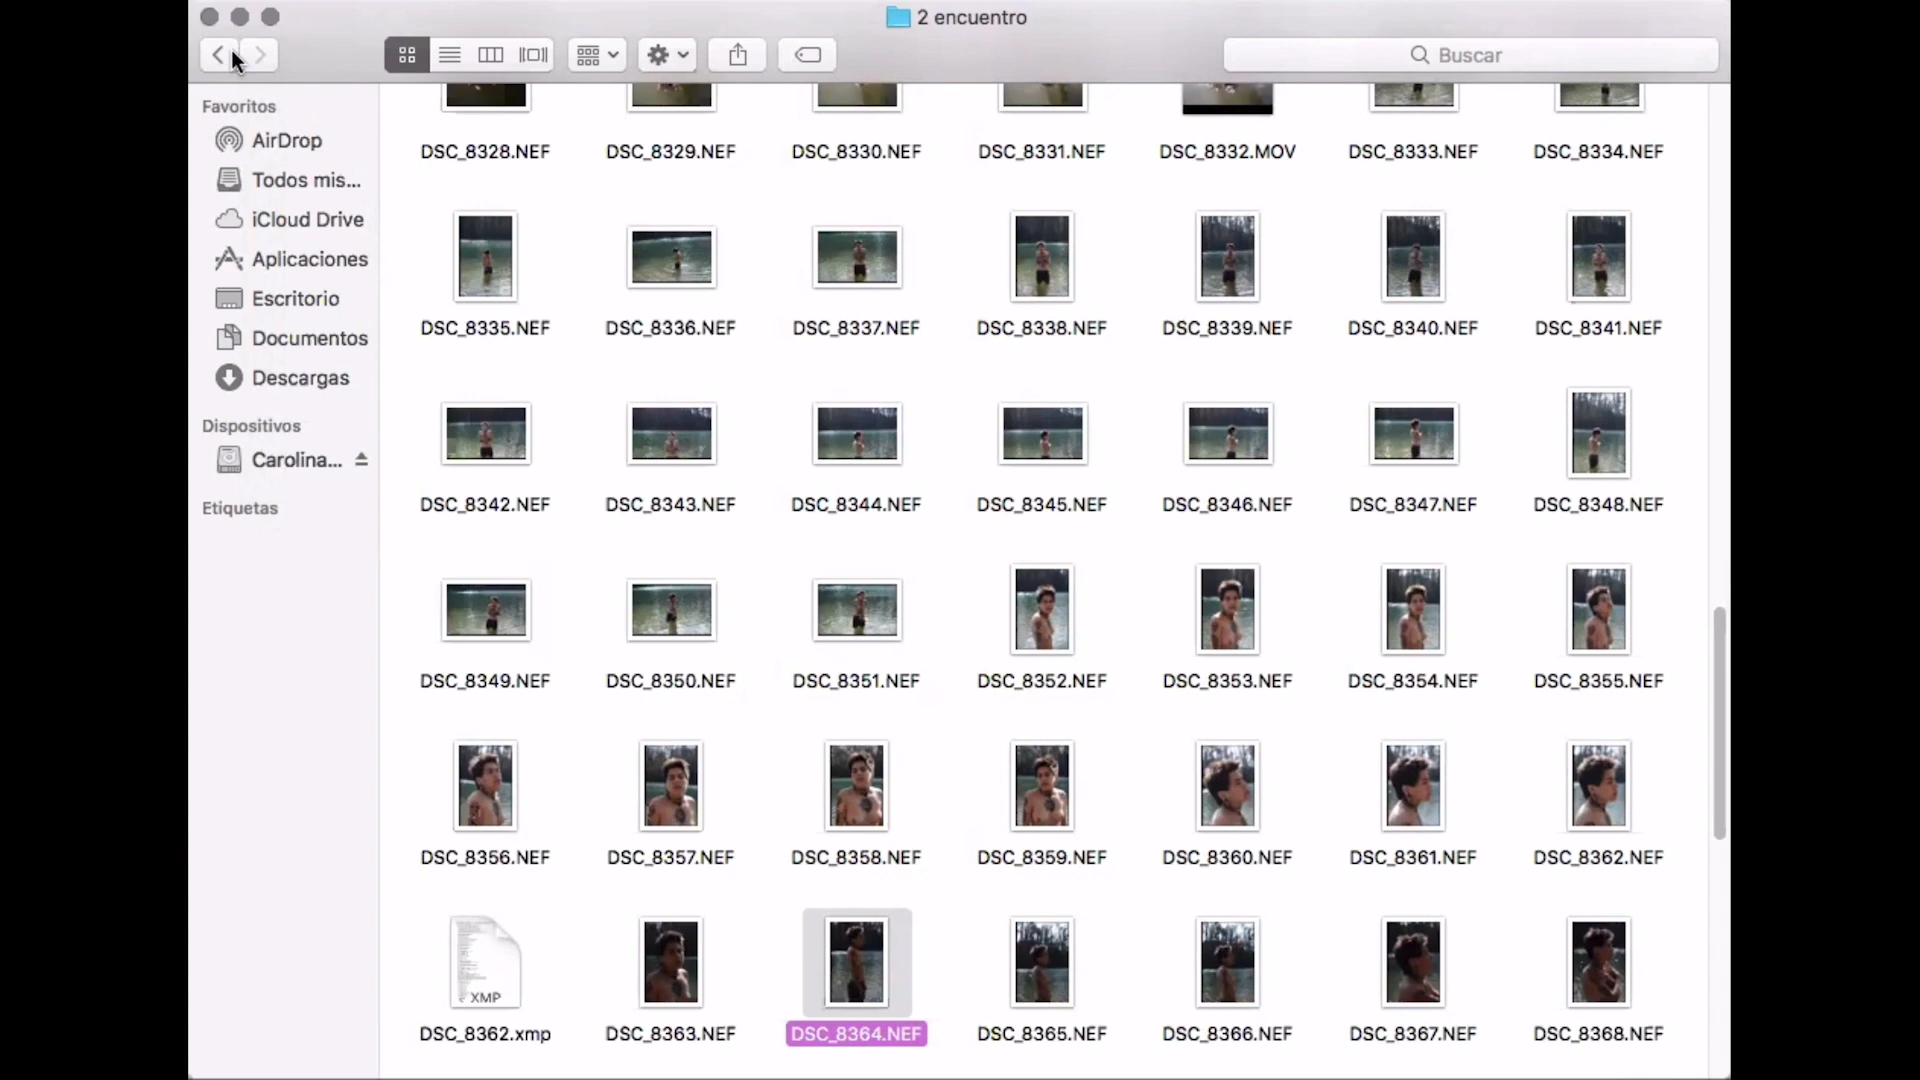 2 encuentro
Buscar
Favoritos
AirDrop
Todos mis...
iCloud Drive
Aplicaciones
Escritorio
Documentos
Descargas
Dispositivos
Carolina...
Etiquetas
DSC_8328.NEF DSC_8329.NEF DSC_8330.NEF DSC_8331.NEF DSC_8332.MOV DSC_8333.NEF DSC_8334.NEF
DSC_8335.NEF DSC_8336.NEF DSC_8337.NEF DSC_8338.NEF DSC_8339.NEF DSC_8340.NEF DSC_8341.NEF
DSC_8342.NEF DSC_8343.NEF DSC_8344.NEF DSC_8345.NEF DSC_8346.NEF DSC_8347.NEF DSC_8348.NEF
DSC_8349.NEF DSC_8350.NEF DSC_8351.NEF DSC_8352.NEF DSC_8353.NEF DSC_8354.NEF DSC_8355.NEF
DSC_8356.NEF DSC_8357.NEF DSC_8358.NEF DSC_8359.NEF DSC_8360.NEF DSC_8361.NEF DSC_8362.NEF
XMP
DSC_8362.xmp DSC_8363.NEF DSC_8364.NEF DSC_8365.NEF DSC_8366.NEF DSC_8367.NEF DSC_8368.NEF